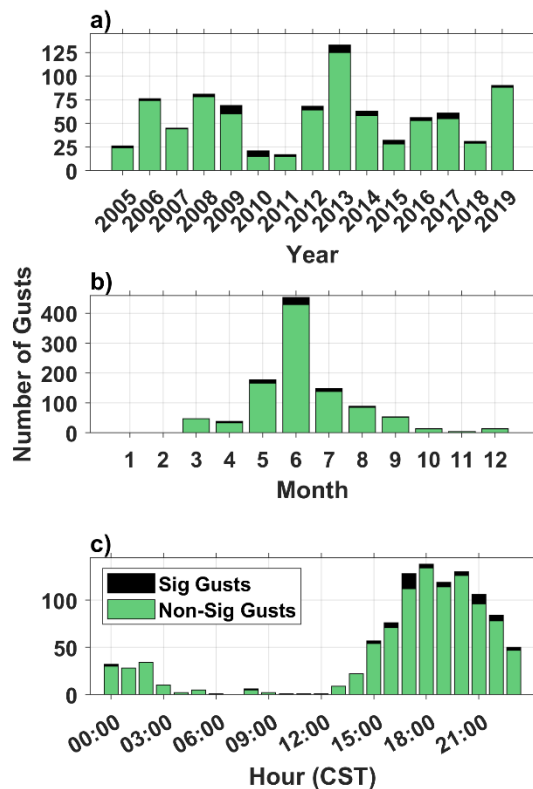 a)
125
100
75
50
25
0
2005 2006 2007 2008 2009 2010 2011 2012 2013 2014 2015 2016 2017 2018 2019
Year
Number of Gusts
b)
400
300
200
100
0
1 2 3 4 5 6 7 8 9 10 11 12
Month
c)
Sig Gusts
Non-Sig Gusts
100
50
0
00:00 03:00 06:00 09:00 12:00 15:00 18:00 21:00
Hour (CST)